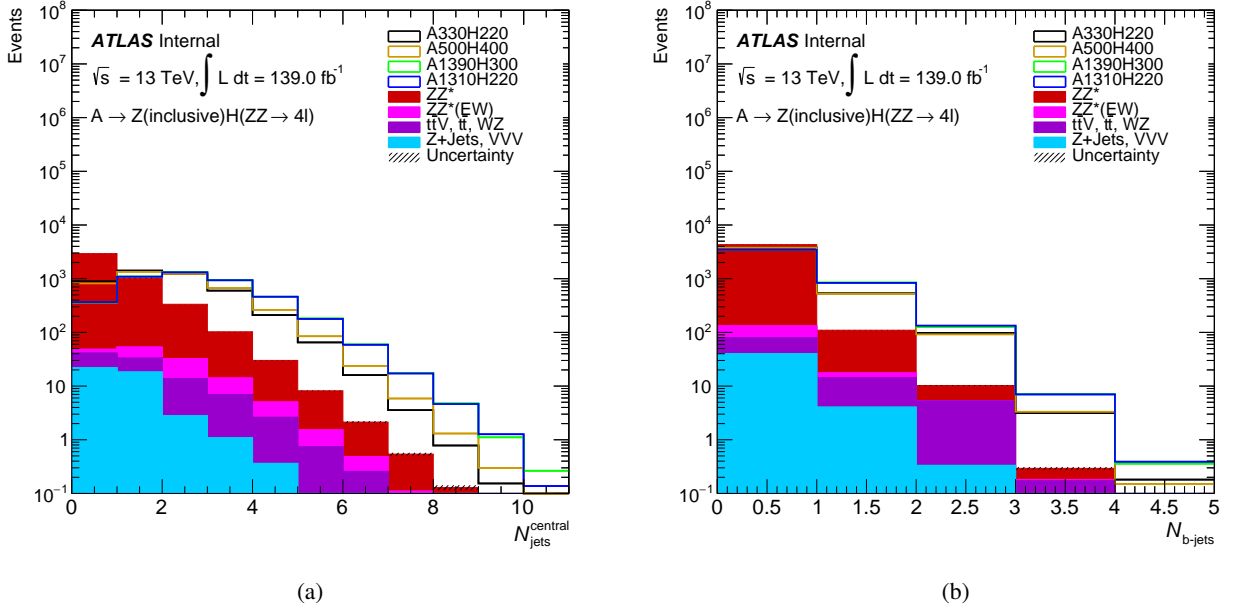 Events
10^8
10^7
10^6
10^5
10^4
10^3
10^2
10
1
10^−1
ATLAS Internal
√s = 13 TeV, ∫ L dt = 139.0 fb^-1
A → Z(inclusive)H(ZZ → 4l)
A330H220
A500H400
A1390H300
A1310H220
ZZ*
ZZ*(EW)
tt̄V, tt̄, WZ
Z+Jets, VVV
Uncertainty
0 2 4 6 8 10
N_jets^central
(a)
Events
10^8
10^7
10^6
10^5
10^4
10^3
10^2
10
1
10^−1
ATLAS Internal
√s = 13 TeV, ∫ L dt = 139.0 fb^-1
A → Z(inclusive)H(ZZ → 4l)
A330H220
A500H400
A1390H300
A1310H220
ZZ*
ZZ*(EW)
tt̄V, tt̄, WZ
Z+Jets, VVV
Uncertainty
0 0.5 1 1.5 2 2.5 3 3.5 4 4.5 5
N_b-jets
(b)